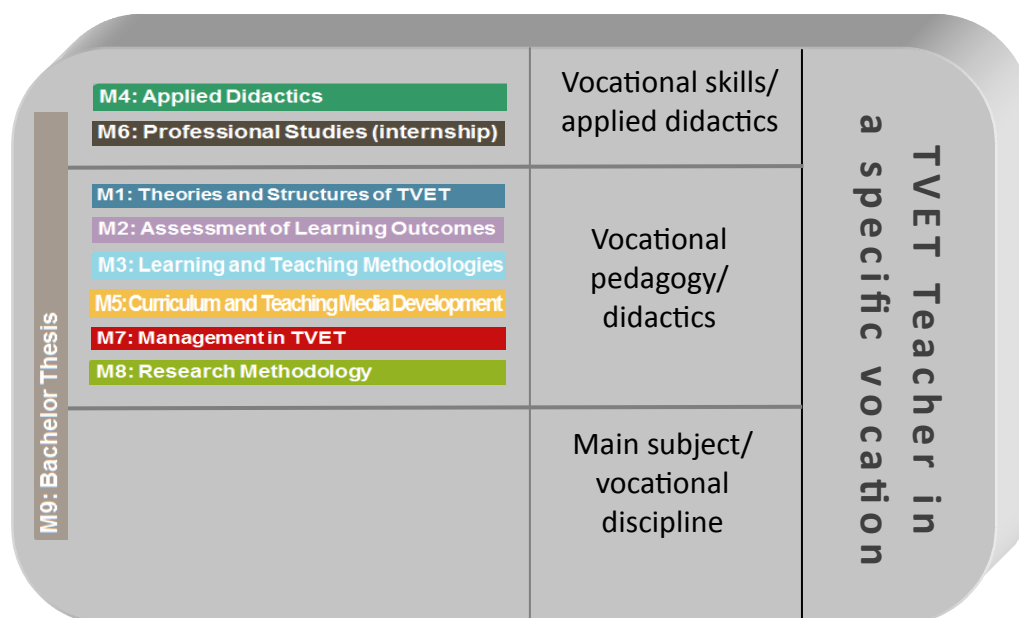 M4: Applied Didactics
M6: Professional Studies (internship)
Vocational skills/
applied didactics
M1: Theories and Structures of TVET
M2: Assessment of Learning Outcomes
M3: Learning and Teaching Methodologies
M5: Curriculum and Teaching Media Development
M7: Management in TVET
M8: Research Methodology
Vocational
pedagogy/
didactics
Main subject/
vocational
discipline
M9: Bachelor Thesis
TVET Teacher in
a specific vocation